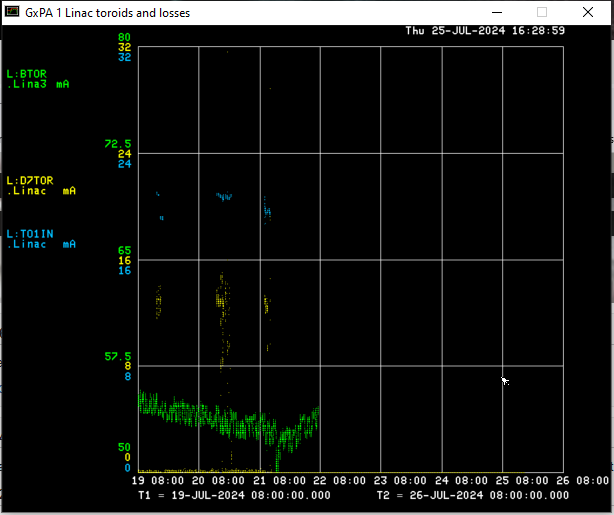 GxPA 1 Linac toroids and losses
Thu 25-JUL-2024 16:28:59
80
32
32
L:BTOR
.Lina3 mA
72.5
24
24
L:D7TOR
.Linac mA
L:TO1IN
.Linac mA
65
16
16
57.5
8
8
50
0
0
19 08:00 20 08:00 21 08:00 22 08:00 23 08:00 24 08:00 25 08:00 26 08:00
T1 = 19-JUL-2024 08:00:00.000 T2 = 26-JUL-2024 08:00:00.000